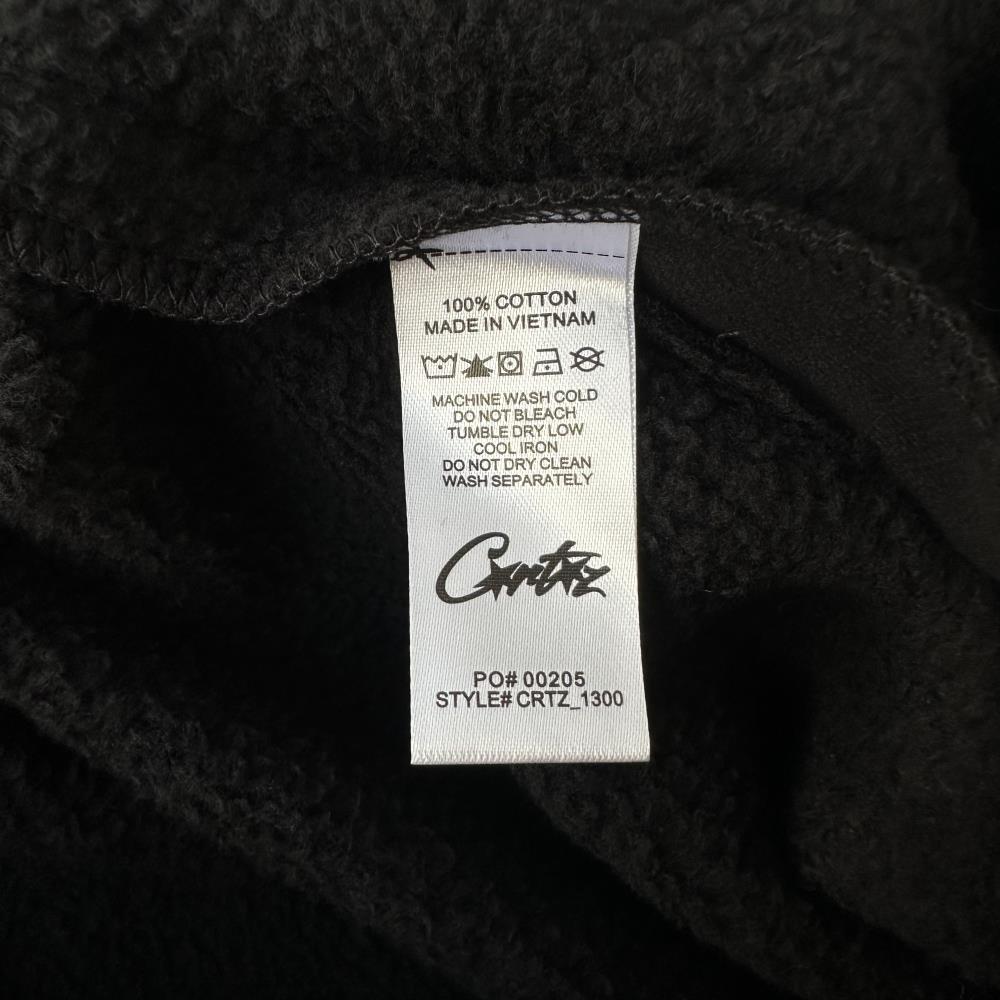 100% COTTON
MADE IN VIETNAM
MACHINE WASH COLD
DO NOT BLEACH
TUMBLE DRY LOW
COOL IRON
DO NOT DRY CLEAN
WASH SEPARATELY
Crtz
PO# 00205
STYLE# CRTZ_1300